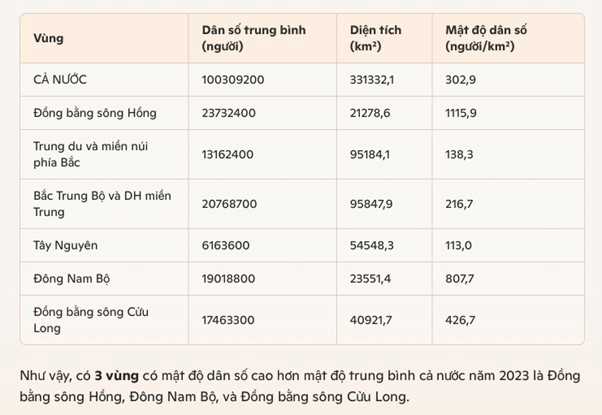 Vùng Dân số trung bình (người) Diện tích (km²) Mật độ dân số (người/km²)
CẢ NƯỚC 100309200 331332,1 302,9
Đồng bằng sông Hồng 23732400 21278,6 1115,9
Trung du và miền núi phía Bắc 13162400 95184,1 138,3
Bắc Trung Bộ và DH miền Trung 20768700 95847,9 216,7
Tây Nguyên 6163600 54548,3 113,0
Đông Nam Bộ 19018800 23551,4 807,7
Đồng bằng sông Cửu Long 17463300 40921,7 426,7
Như vậy, có 3 vùng có mật độ dân số cao hơn mật độ trung bình cả nước năm 2023 là Đồng
bằng sông Hồng, Đông Nam Bộ, và Đồng bằng sông Cửu Long.